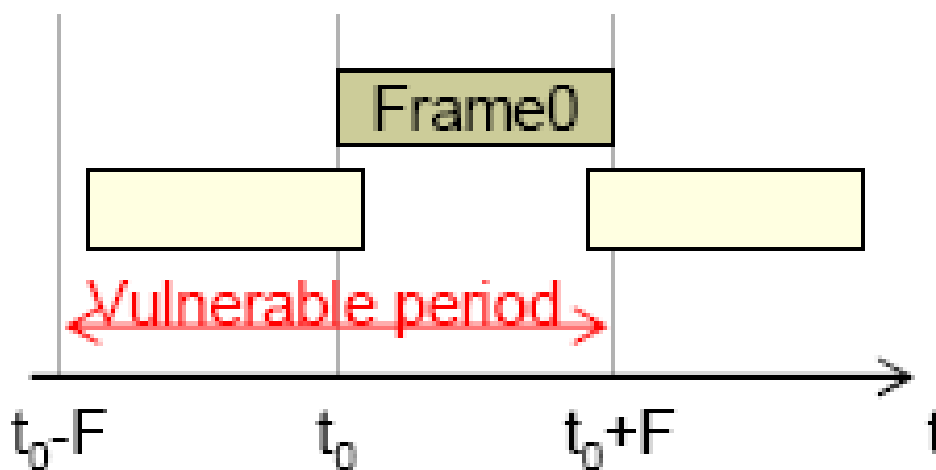 Frame0
Vulnerable period
t₀-F t₀ t₀+F t